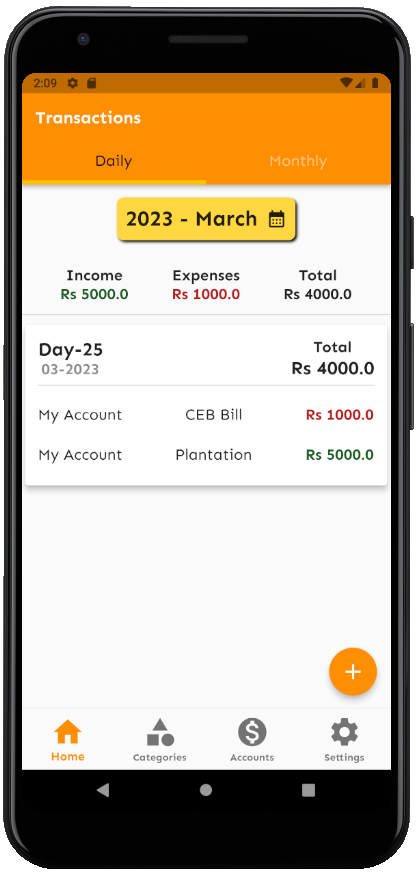 2:09
Transactions
Daily Monthly
2023 - March
Income Expenses Total
Rs 5000.0 Rs 1000.0 Rs 4000.0
Day-25 Total
03-2023 Rs 4000.0
My Account CEB Bill Rs 1000.0
My Account Plantation Rs 5000.0
+
Home Categories Accounts Settings